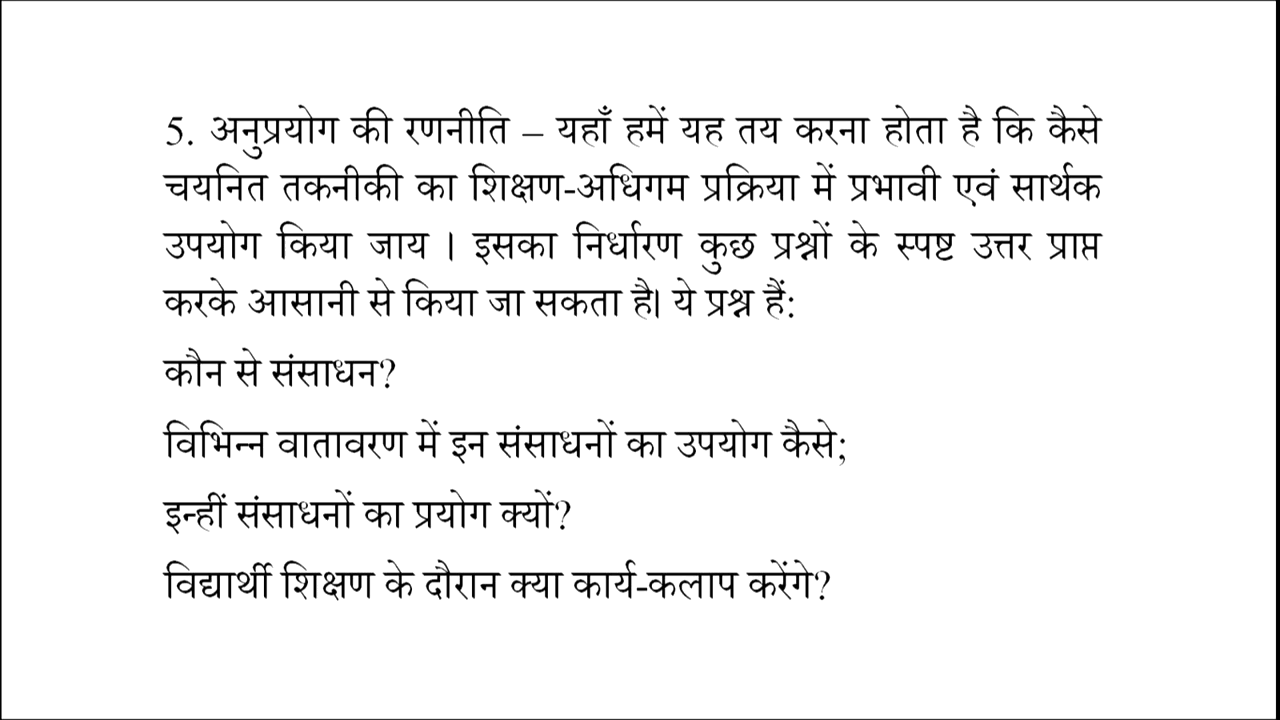 5. अनुप्रयोग की रणनीति – यहाँ हमें यह तय करना होता है कि कैसे
चयनित तकनीकी का शिक्षण-अधिगम प्रक्रिया में प्रभावी एवं सार्थक
उपयोग किया जाय । इसका निर्धारण कुछ प्रश्नों के स्पष्ट उत्तर प्राप्त
करके आसानी से किया जा सकता है। ये प्रश्न हैं:
कौन से संसाधन?
विभिन्न वातावरण में इन संसाधनों का उपयोग कैसे;
इन्हीं संसाधनों का प्रयोग क्यों?
विद्यार्थी शिक्षण के दौरान क्या कार्य-कलाप करेंगे?